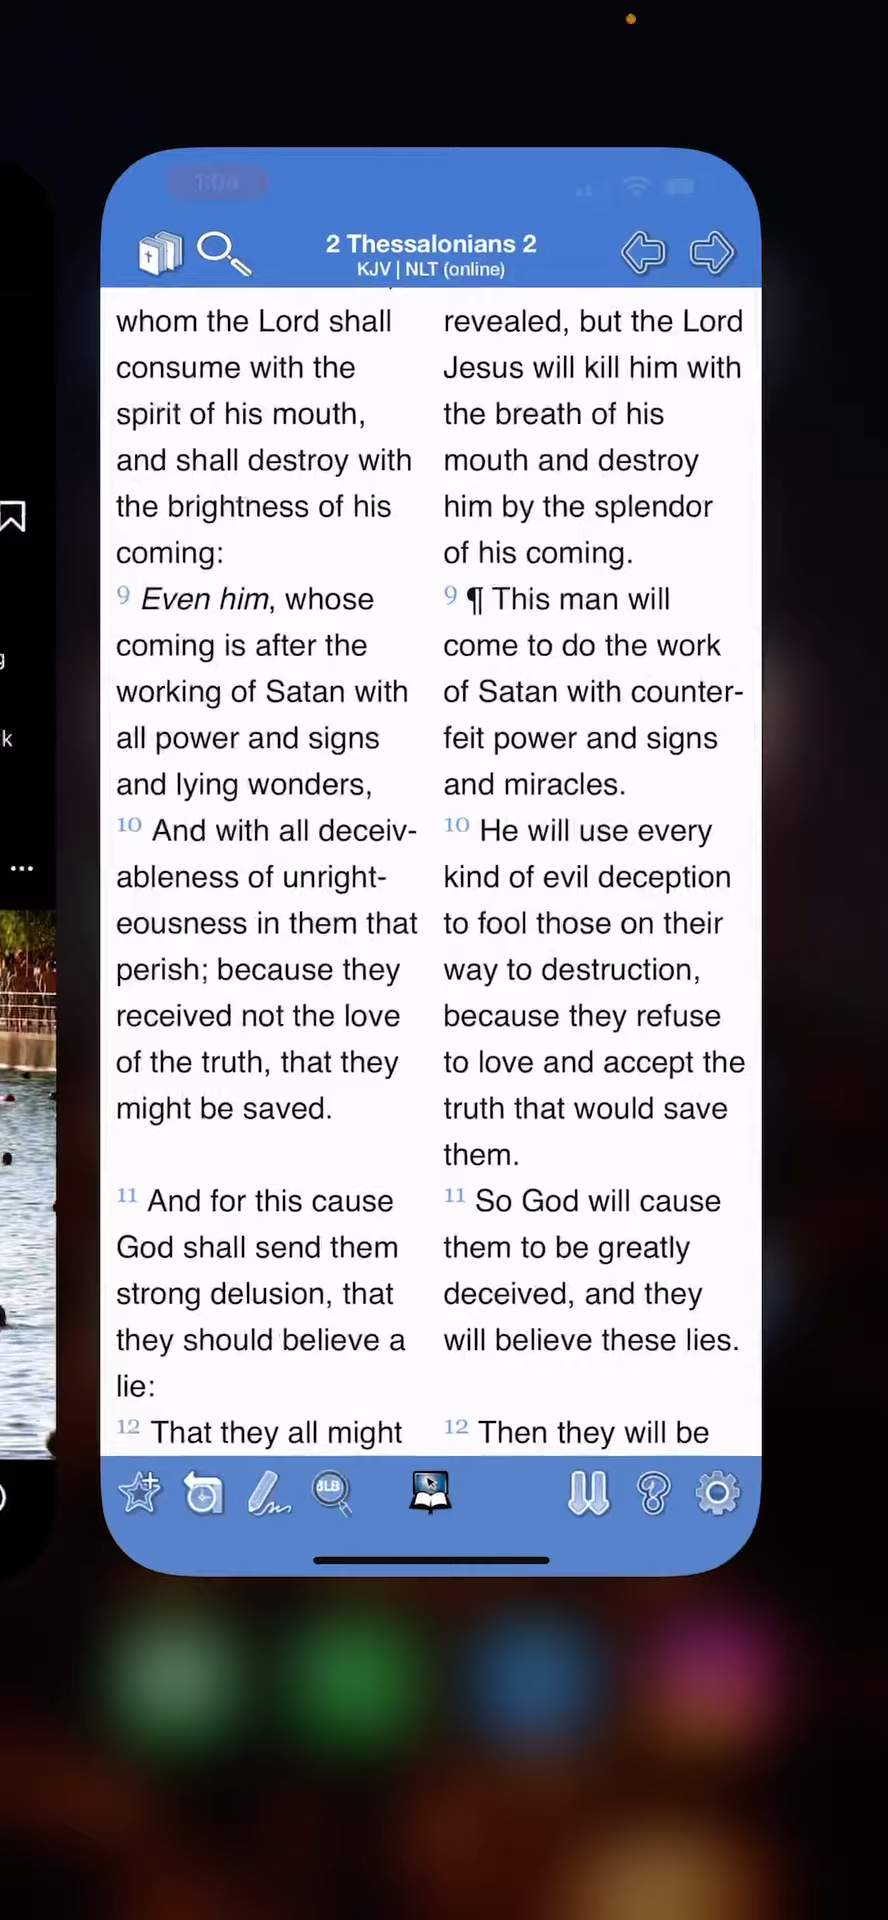 1:04
2 Thessalonians 2
KJV | NLT (online)
whom the Lord shall
consume with the
spirit of his mouth,
and shall destroy with
the brightness of his
coming:
9 Even him, whose
coming is after the
working of Satan with
all power and signs
and lying wonders,
10 And with all deceiv-
ableness of unright-
eousness in them that
perish; because they
received not the love
of the truth, that they
might be saved.
11 And for this cause
God shall send them
strong delusion, that
they should believe a
lie:
12 That they all might
revealed, but the Lord
Jesus will kill him with
the breath of his
mouth and destroy
him by the splendor
of his coming.
9 ¶ This man will
come to do the work
of Satan with counter-
feit power and signs
and miracles.
10 He will use every
kind of evil deception
to fool those on their
way to destruction,
because they refuse
to love and accept the
truth that would save
them.
11 So God will cause
them to be greatly
deceived, and they
will believe these lies.
12 Then they will be
g
k
...
BLB